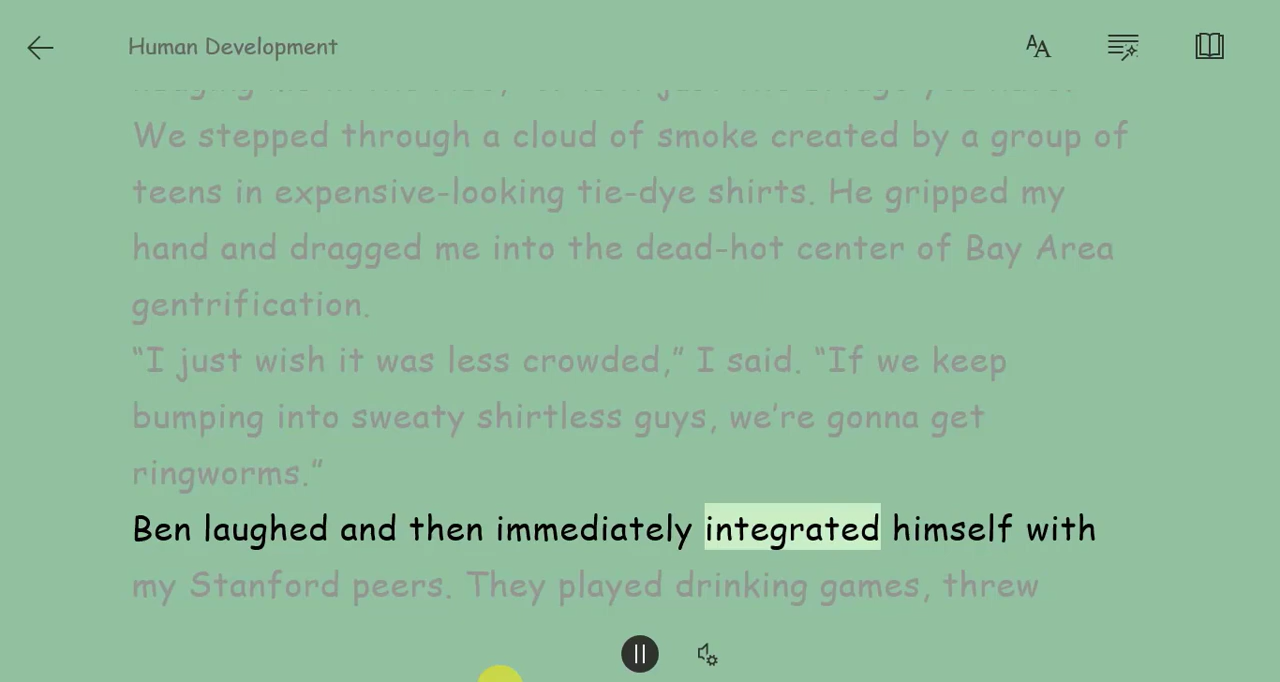 Human Development
We stepped through a cloud of smoke created by a group of
teens in expensive-looking tie-dye shirts. He gripped my
hand and dragged me into the dead-hot center of Bay Area
gentrification.
“I just wish it was less crowded,” I said. “If we keep
bumping into sweaty shirtless guys, we’re gonna get
ringworms.”
Ben laughed and then immediately integrated himself with
my Stanford peers. They played drinking games, threw